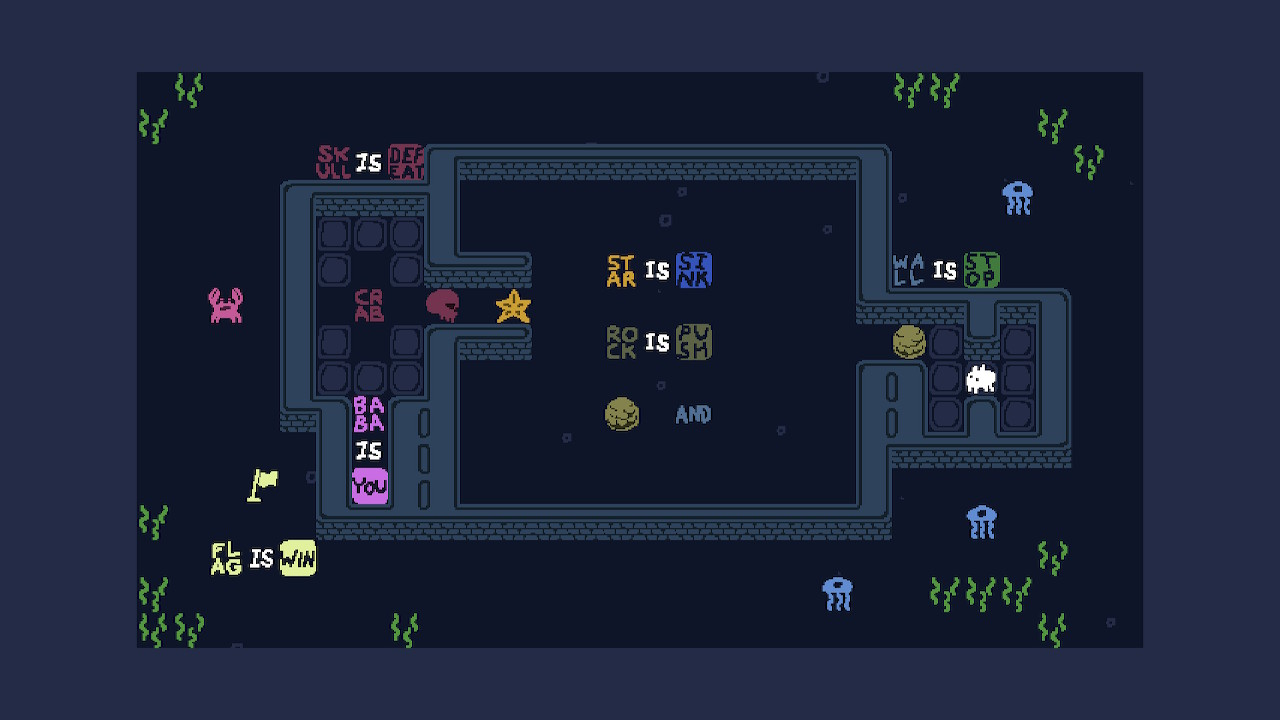 SKULL IS DEFEAT
STAR IS SINK
WALL IS STOP
CRAB
ROCK IS PUSH
BABA
IS
YOU
AND
FLAG IS WIN